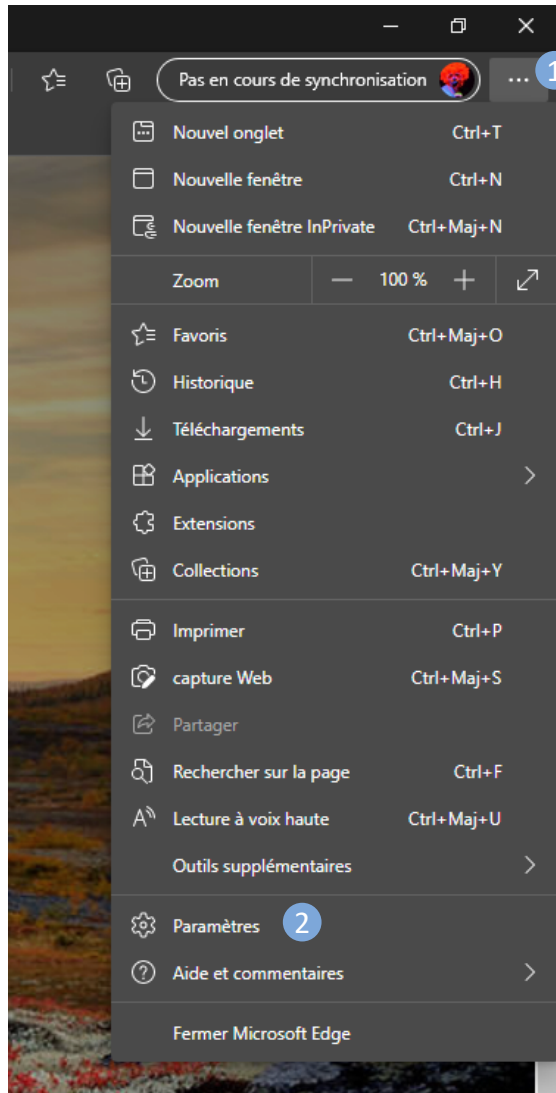 Pas en cours de synchronisation
1
Nouvel onglet Ctrl+T
Nouvelle fenêtre Ctrl+N
Nouvelle fenêtre InPrivate Ctrl+Maj+N
Zoom — 100 % +
Favoris Ctrl+Maj+O
Historique Ctrl+H
Téléchargements Ctrl+J
Applications
Extensions
Collections Ctrl+Maj+Y
Imprimer Ctrl+P
capture Web Ctrl+Maj+S
Partager
Rechercher sur la page Ctrl+F
Lecture à voix haute Ctrl+Maj+U
Outils supplémentaires
Paramètres 2
Aide et commentaires
Fermer Microsoft Edge